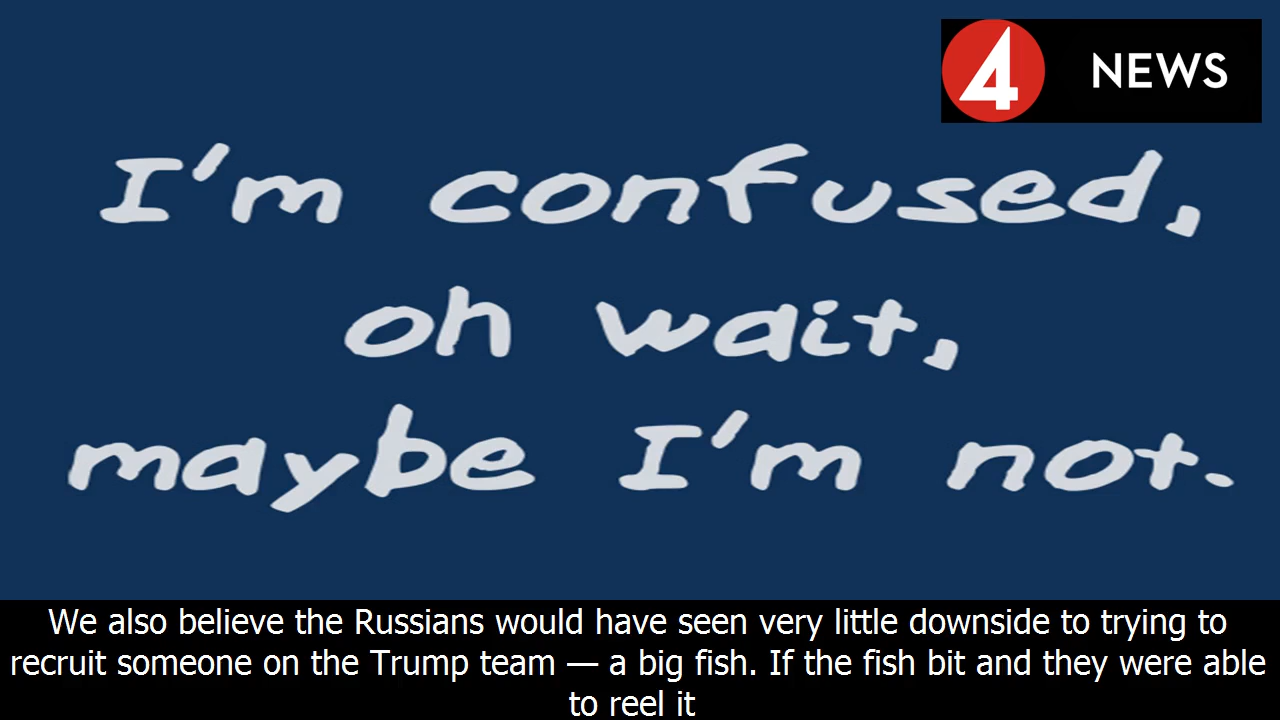 4 NEWS
I'm confused,
oh wait,
maybe I'm not.
We also believe the Russians would have seen very little downside to trying to
recruit someone on the Trump team — a big fish. If the fish bit and they were able
to reel it